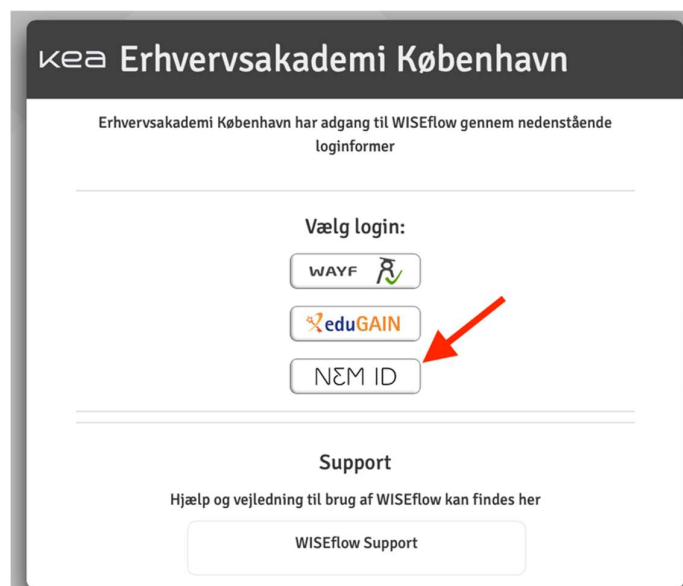 kea Erhvervsakademi København
Erhvervsakademi København har adgang til WISEflow gennem nedenstående
loginformer
Vælg login:
WAYF
eduGAIN
NEM ID
Support
Hjælp og vejledning til brug af WISEflow kan findes her
WISEflow Support